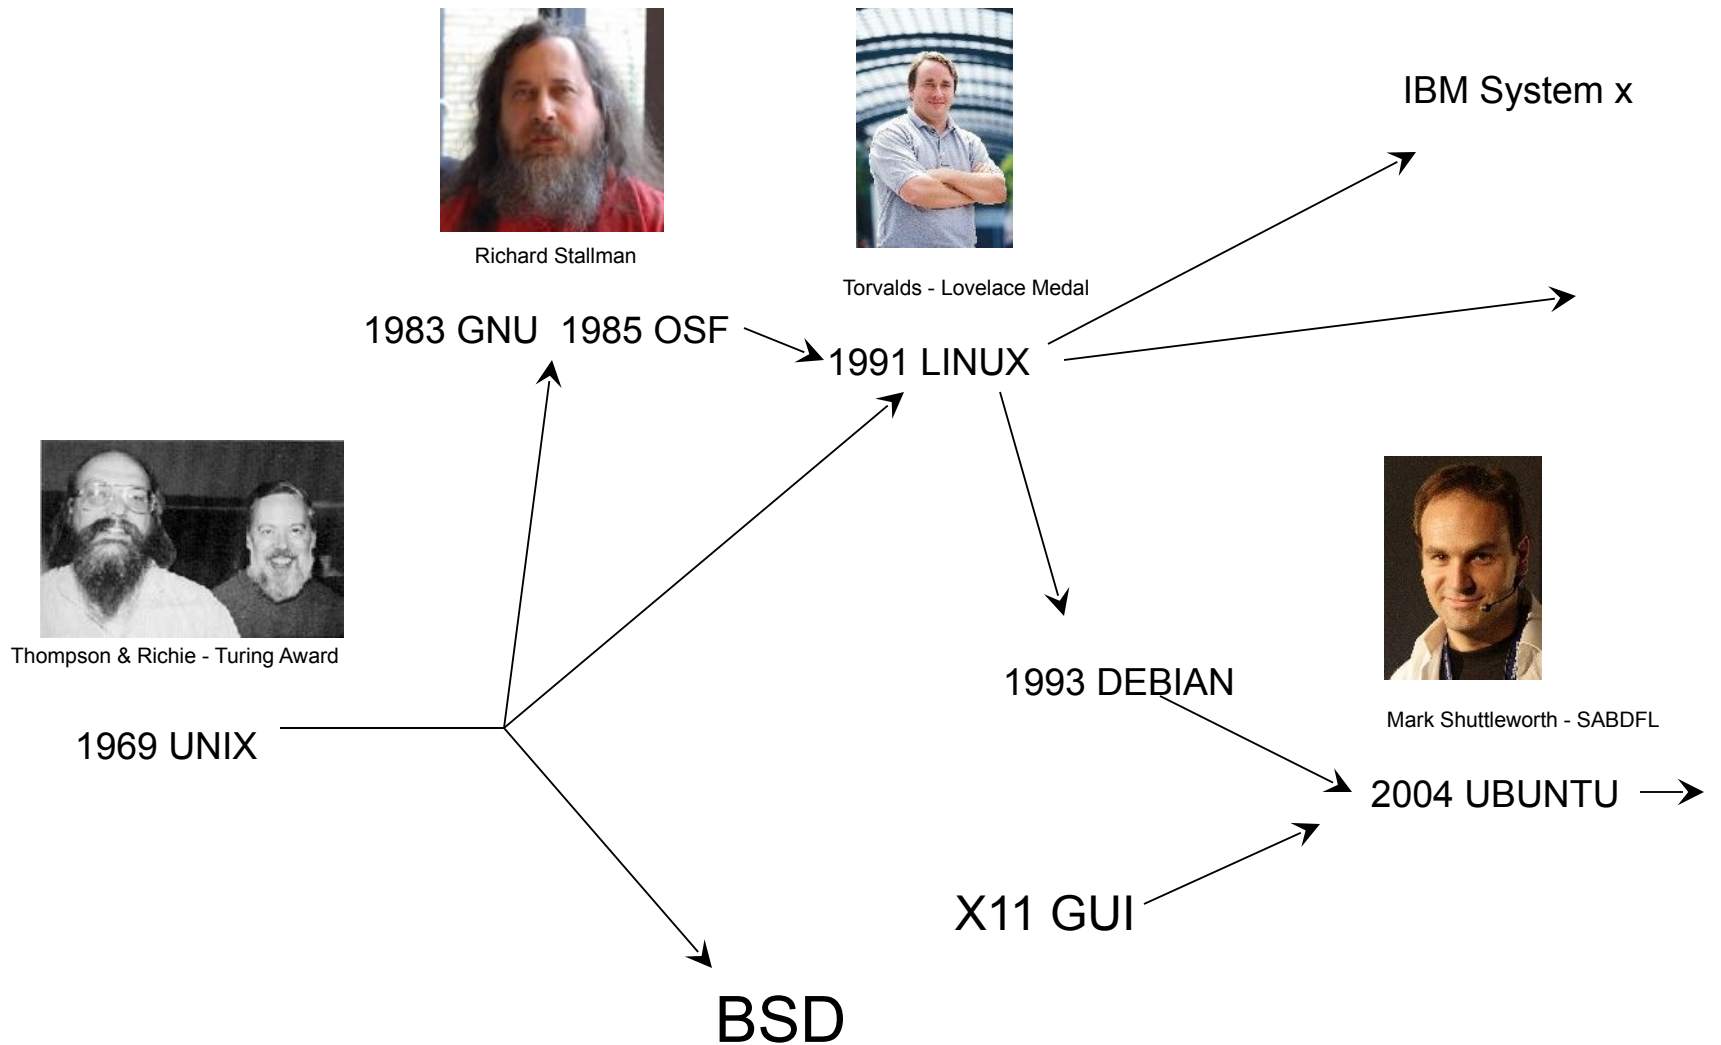 IBM System x
Richard Stallman
Torvalds - Lovelace Medal
1983 GNU  1985 OSF
1991 LINUX
Thompson & Richie - Turing Award
1993 DEBIAN
Mark Shuttleworth - SABDFL
1969 UNIX
2004 UBUNTU
X11 GUI
BSD